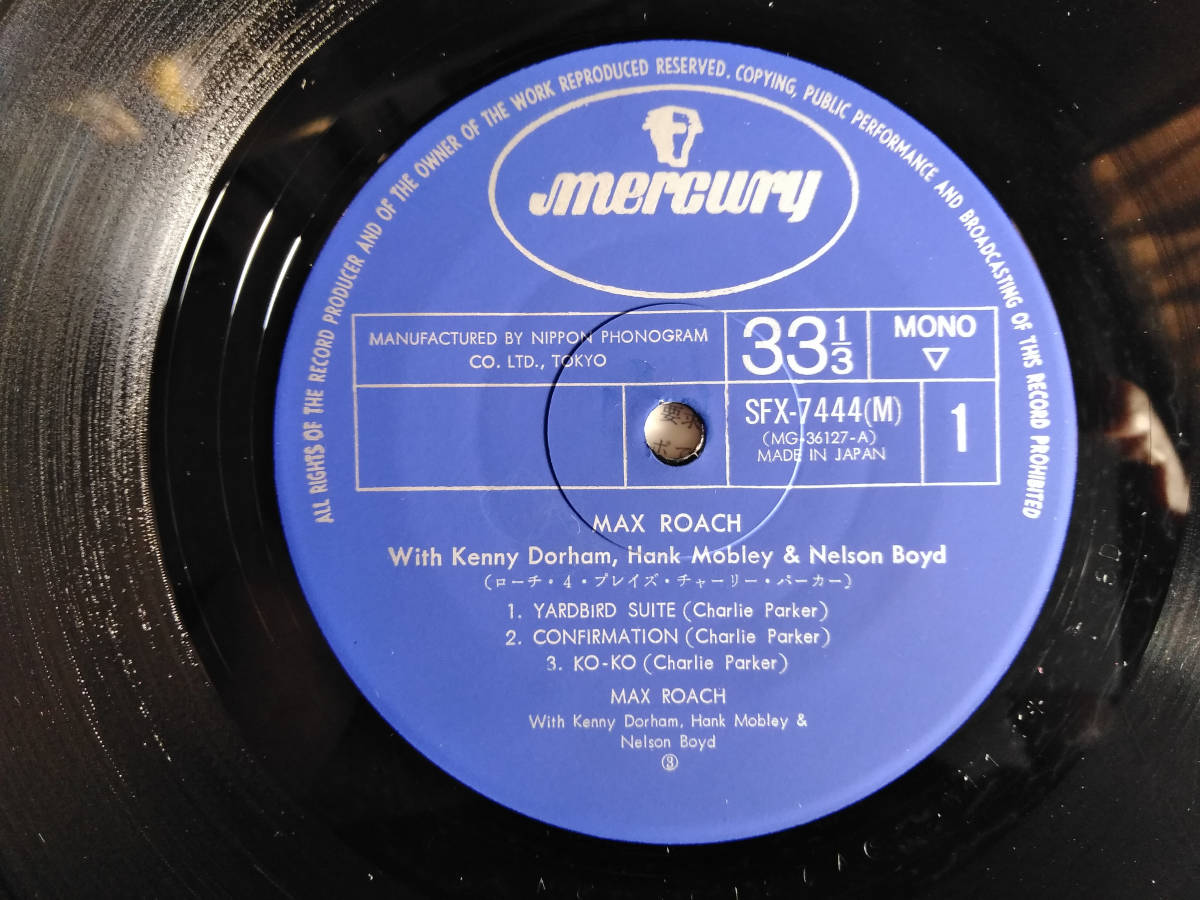 ALL RIGHTS OF THE RECORD PRODUCER AND OF THE OWNER OF THE WORK REPRODUCED RESERVED. COPYING, PUBLIC PERFORMANCE AND BROADCASTING OF THIS RECORD PROHIBITED
mercury
MANUFACTURED BY NIPPON PHONOGRAM
CO. LTD., TOKYO
33 1/3
MONO
▽
SFX-7444(M)
(MG-36127-A)
MADE IN JAPAN
1
MAX ROACH
With Kenny Dorham, Hank Mobley & Nelson Boyd
(ローチ・4・プレイズ・チャーリー・パーカー)
1. YARDBIRD SUITE (Charlie Parker)
2. CONFIRMATION (Charlie Parker)
3. KO-KO (Charlie Parker)
MAX ROACH
With Kenny Dorham, Hank Mobley &
Nelson Boyd
③